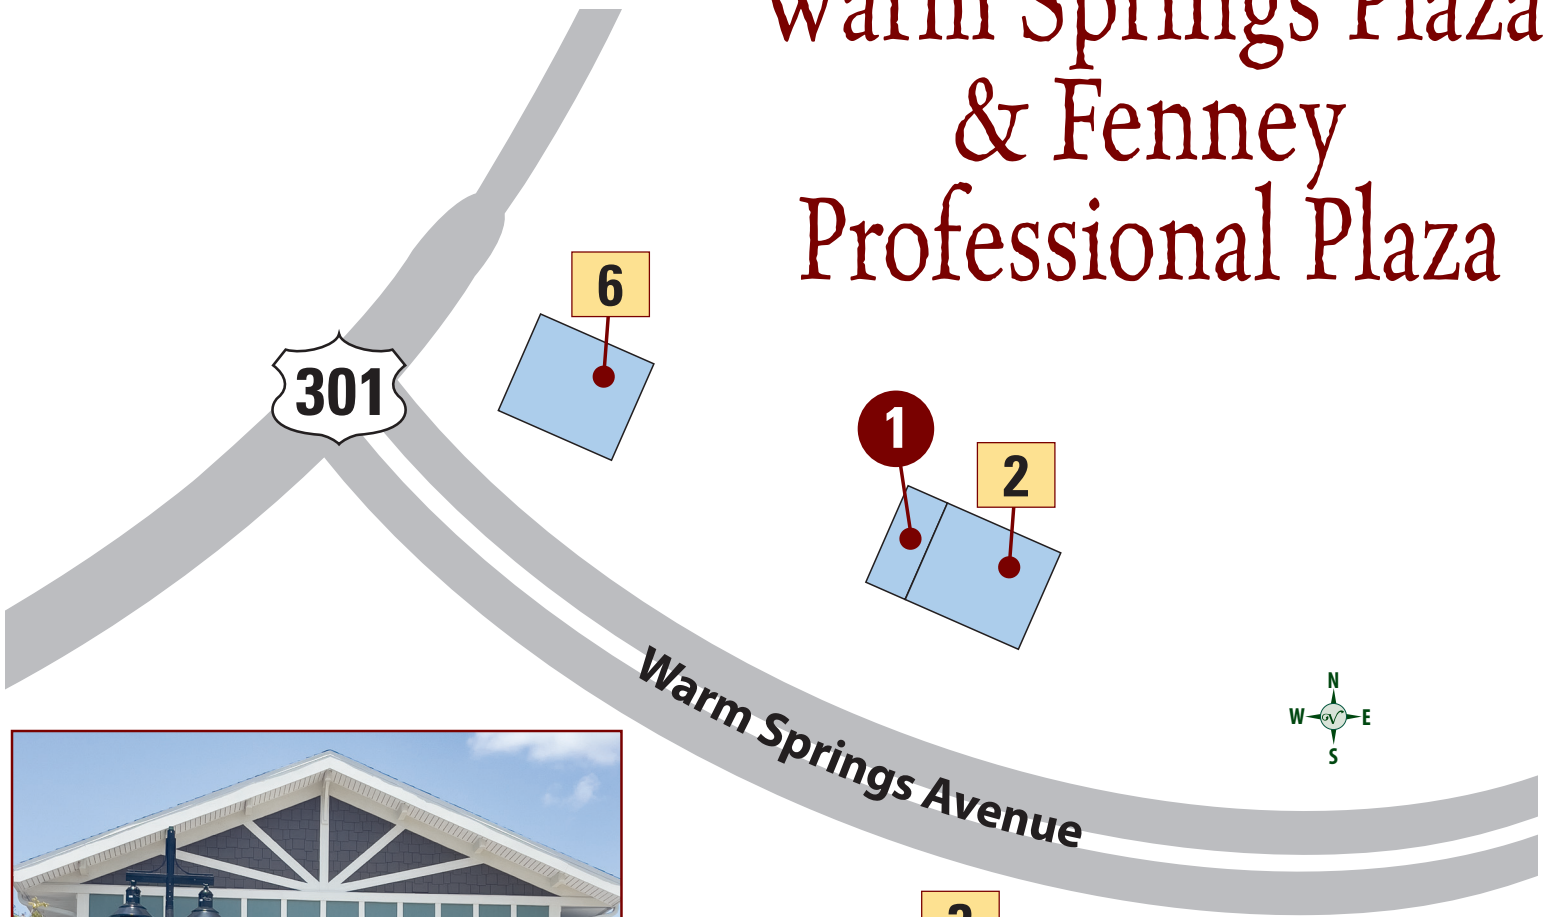 Warm Springs Plaza
& Fenney
Professional Plaza
6
301
1
2
Warm Springs Avenue
N
W E
S